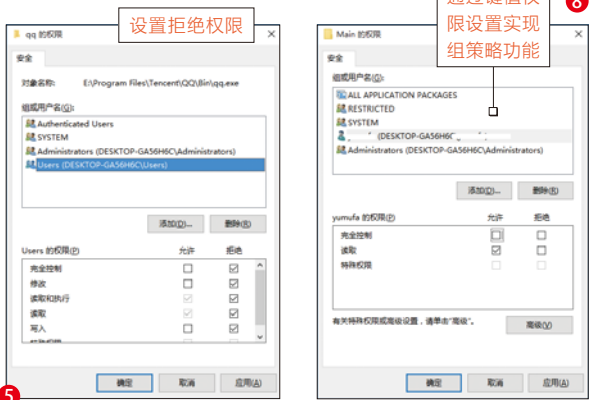 qq 的权限
设置拒绝权限
安全
对象名称: E:\Program Files\Tencent\QQ\Bin\qq.exe
组或用户名(G):
Authenticated Users
SYSTEM
Administrators (DESKTOP-GA56H6C\Administrators)
Users (DESKTOP-GA56H6C\Users)
添加(D)... 删除(R)
Users 的权限(P) 允许 拒绝
完全控制
修改
读取和执行
读取
写入
确定 取消 应用(A)
5
Main 的权限
限设置实现
组策略功能
8
安全
组或用户名(G):
ALL APPLICATION PACKAGES
RESTRICTED
SYSTEM
(DESKTOP-GA56H6C
Administrators (DESKTOP-GA56H6C\Administrators)
添加(D)... 删除(R)
yumufa 的权限(P) 允许 拒绝
完全控制
读取
特殊权限
有关特殊权限或高级设置，请单击"高级"。 高级(V)
确定 取消 应用(A)